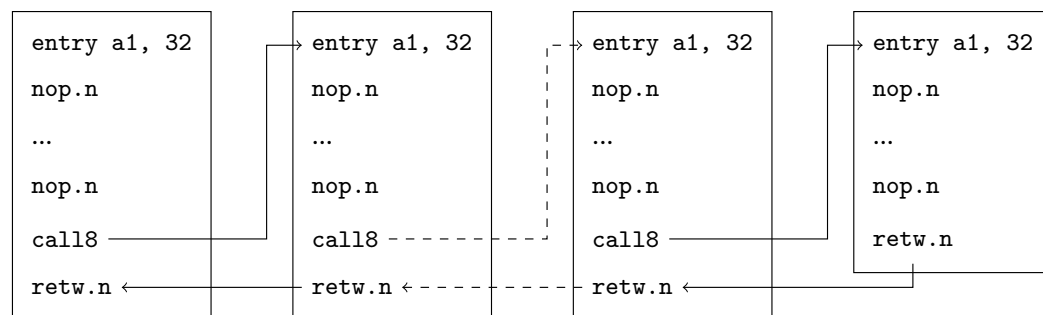 entry a1, 32
nop.n
...
nop.n
call8
retw.n
entry a1, 32
nop.n
...
nop.n
call8
retw.n
entry a1, 32
nop.n
...
nop.n
call8
retw.n
entry a1, 32
nop.n
...
nop.n
retw.n